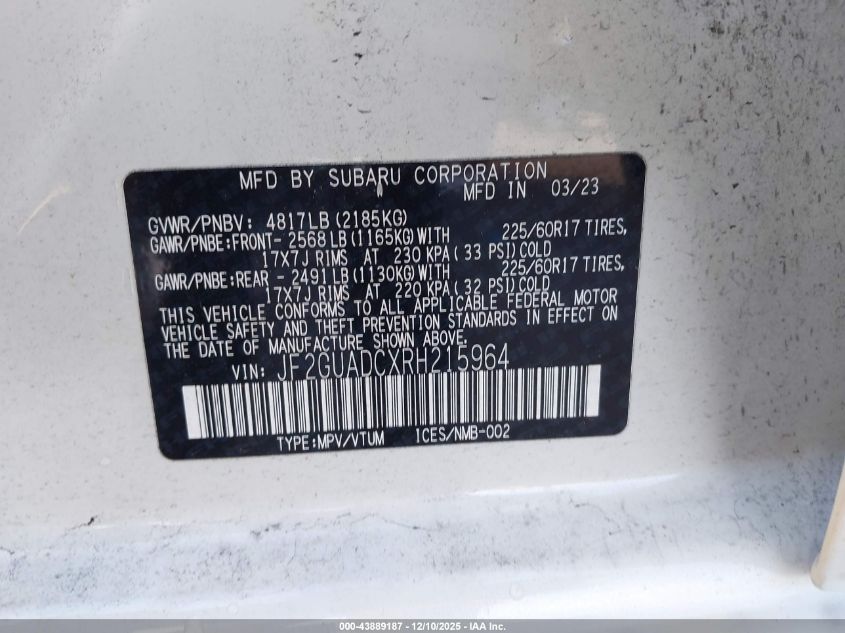 MFD BY SUBARU CORPORATION
MFD IN 03/23
GVWR/PNBV: 4817LB (2185KG)
GAWR/PNBE:FRONT- 2568LB (1165KG) WITH 225/60R17 TIRES,
17X7J RIMS AT 230 KPA (33 PSI) COLD
GAWR/PNBE:REAR - 2491LB (1130KG) WITH 225/60R17 TIRES,
17X7J RIMS AT 220 KPA (32 PSI) COLD
THIS VEHICLE CONFORMS TO ALL APPLICABLE FEDERAL MOTOR
VEHICLE SAFETY AND THEFT PREVENTION STANDARDS IN EFFECT ON
THE DATE OF MANUFACTURE SHOWN ABOVE.
VIN: JF2GUADCXRH215964
TYPE:MPV/VTUM ICES/NMB-002
000-43889187 - 12/10/2025 - IAA Inc.